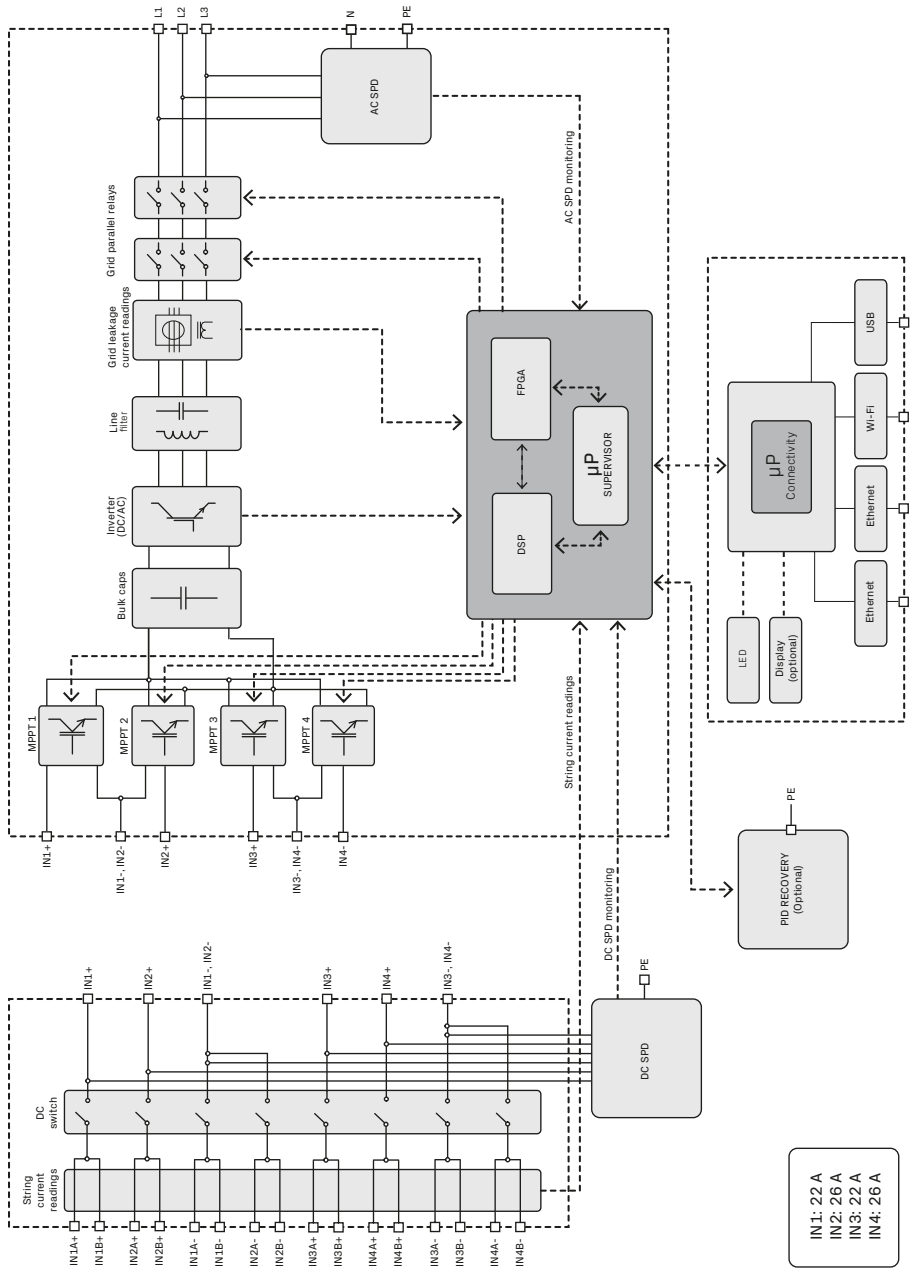 IN1A+
IN1B+
IN2A+
IN2B+
IN1A-
IN1B-
IN2A-
IN2B-
IN3A+
IN3B+
IN4A+
IN4B+
IN3A-
IN3B-
IN4A-
IN4B-
String
current
readings
DC
switch
IN1+
IN2+
IN1-, IN2-
IN3+
IN4+
IN3-, IN4-
DC SPD
PE
IN1+
IN1-, IN2-
IN2+
IN3+
IN3-, IN4-
IN4-
MPPT 1
MPPT 2
MPPT 3
MPPT 4
Bulk caps
Inverter
(DC/AC)
Line
filter
Grid leakage
current readings
Grid parallel relays
L1
L2
L3
N
PE
AC SPD
AC SPD monitoring
String current readings
DC SPD monitoring
DSP
FPGA
µP
SUPERVISOR
PID RECOVERY
(Optional)
PE
LED
Display
(optional)
µP
Connectivity
Ethernet
Ethernet
Wi-Fi
USB
IN1: 22 A
IN2: 26 A
IN3: 22 A
IN4: 26 A